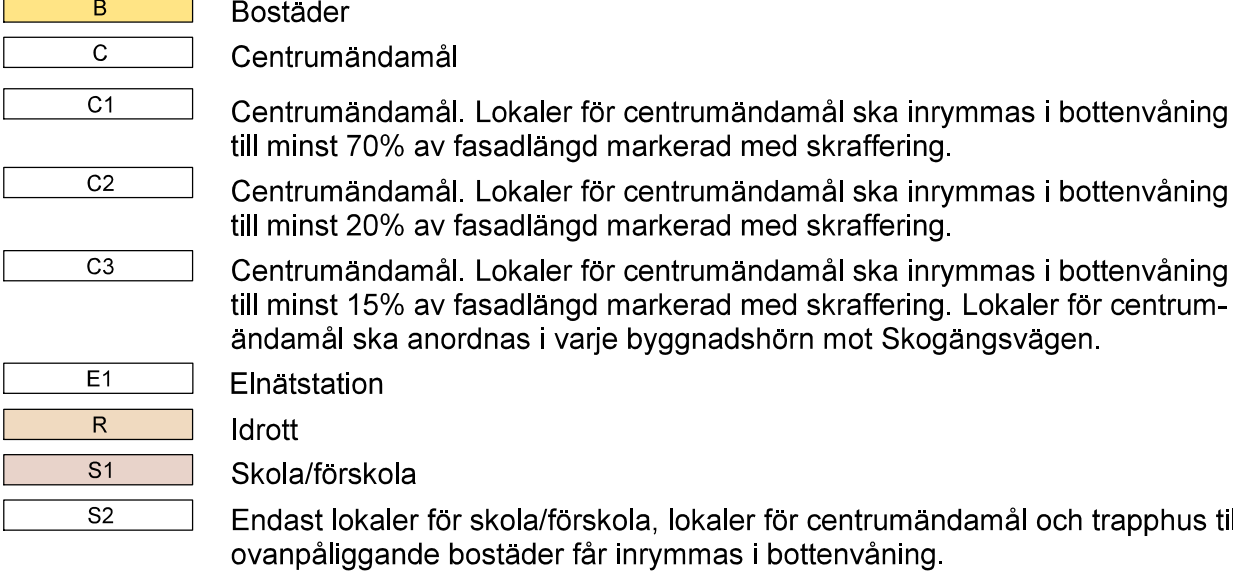 B Bostäder
C Centrumändamål
C1 Centrumändamål. Lokaler för centrumändamål ska inrymmas i bottenvåning
till minst 70% av fasadlängd markerad med skraffering.
C2 Centrumändamål. Lokaler för centrumändamål ska inrymmas i bottenvåning
till minst 20% av fasadlängd markerad med skraffering.
C3 Centrumändamål. Lokaler för centrumändamål ska inrymmas i bottenvåning
till minst 15% av fasadlängd markerad med skraffering. Lokaler för centrum-
ändamål ska anordnas i varje byggnadshörn mot Skogängsvägen.
E1 Elnätstation
R Idrott
S1 Skola/förskola
S2 Endast lokaler för skola/förskola, lokaler för centrumändamål och trapphus
ovanpåliggande bostäder får inrymmas i bottenvåning.